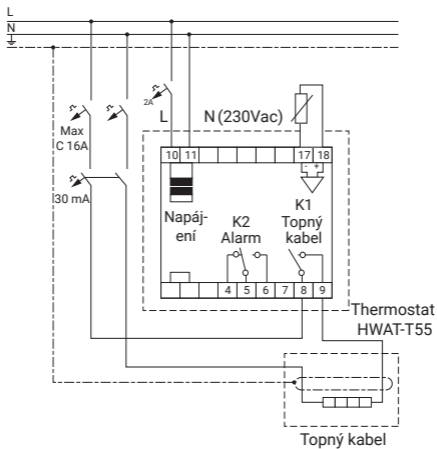 L
N
2A
L N (230Vac)
Max
C 16A
10 11 17 18
- +
30 mA
Napáj-
ení
K2
Alarm
K1
Topný
kabel
4 5 6 7 8 9
Thermostat
HWAT-T55
Topný kabel